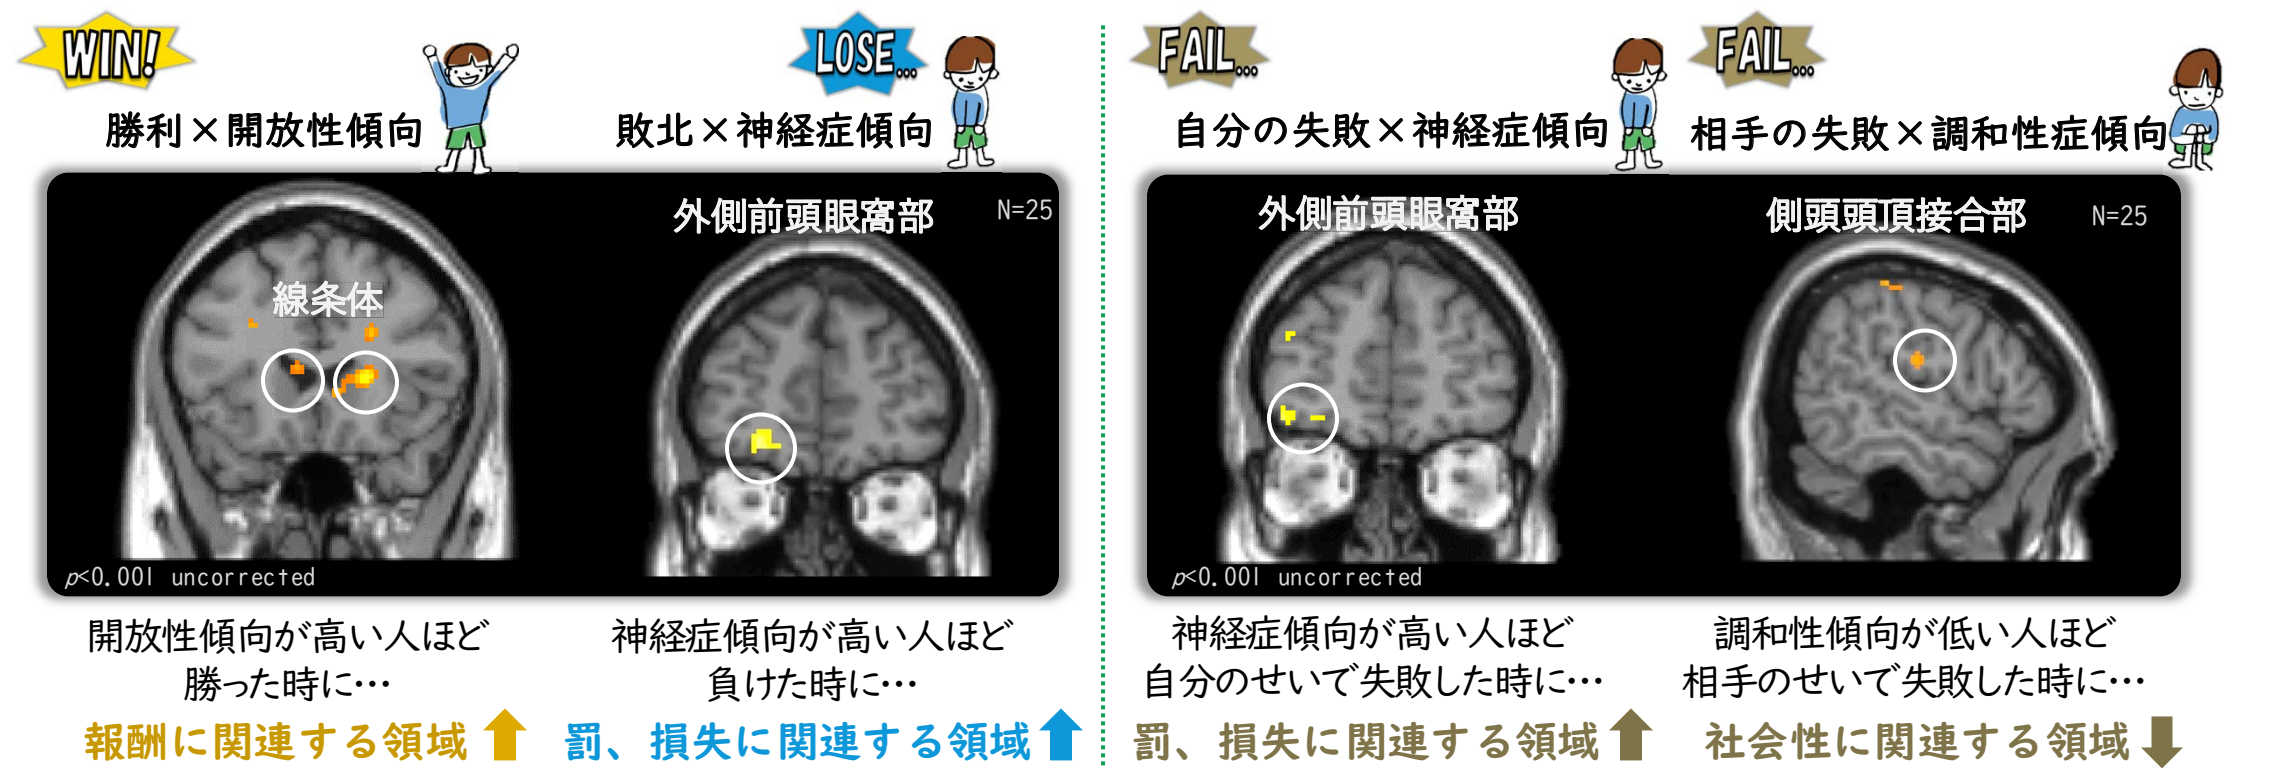 WIN!
勝利×開放性傾向
LOSE...
敗北×神経症傾向
線条体
外側前頭眼窩部
N=25
p<0.001 uncorrected
開放性傾向が高い人ほど
勝った時に…
報酬に関連する領域
神経症傾向が高い人ほど
負けた時に…
罰、損失に関連する領域
FAIL...
自分の失敗×神経症傾向
FAIL...
相手の失敗×調和性症傾向
外側前頭眼窩部
側頭頭頂接合部
N=25
p<0.001 uncorrected
神経症傾向が高い人ほど
自分のせいで失敗した時に…
罰、損失に関連する領域
調和性傾向が低い人ほど
相手のせいで失敗した時に…
社会性に関連する領域